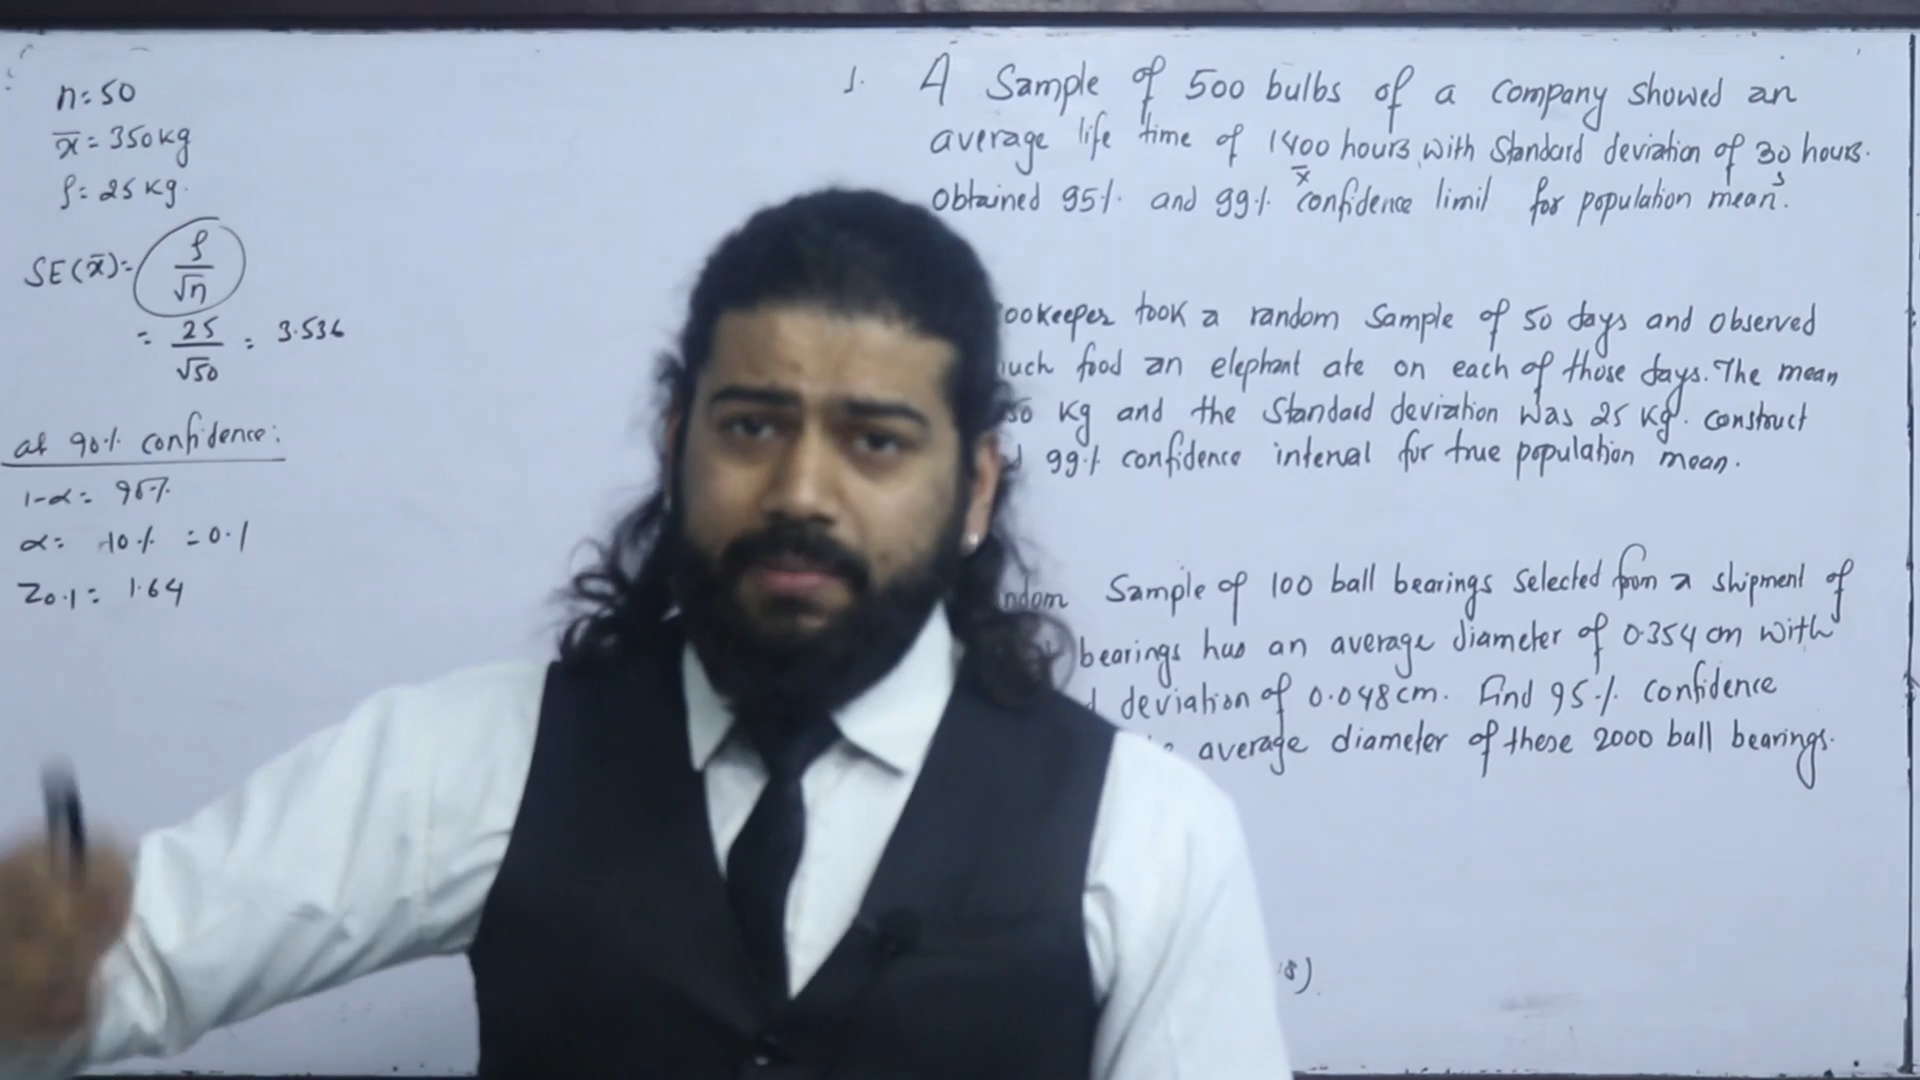 n = 50
x̄ = 350 kg
s = 25 kg.
SE(x̄) = s/√n
= 25/√50 = 3.536
at 90% confidence:
1-α = 90%
α = 10% = 0.1
Z0.1 = 1.64
1. A Sample of 500 bulbs of a company showed an
average life time of 1400 hours with Standard deviation of 30 hours.
x̄ s
obtained 95% and 99% confidence limit for population mean.
ookeeper took a random Sample of 50 days and observed
uch food an elephant ate on each of those days. The mean
50 kg and the Standard deviation was 25 kg. construct
99% confidence interval for true population mean.
ndom Sample of 100 ball bearings selected from a shipment of
bearings has an average diameter of 0.354 cm with
d deviation of 0.048 cm. Find 95% confidence
average diameter of these 2000 ball bearings.
8)